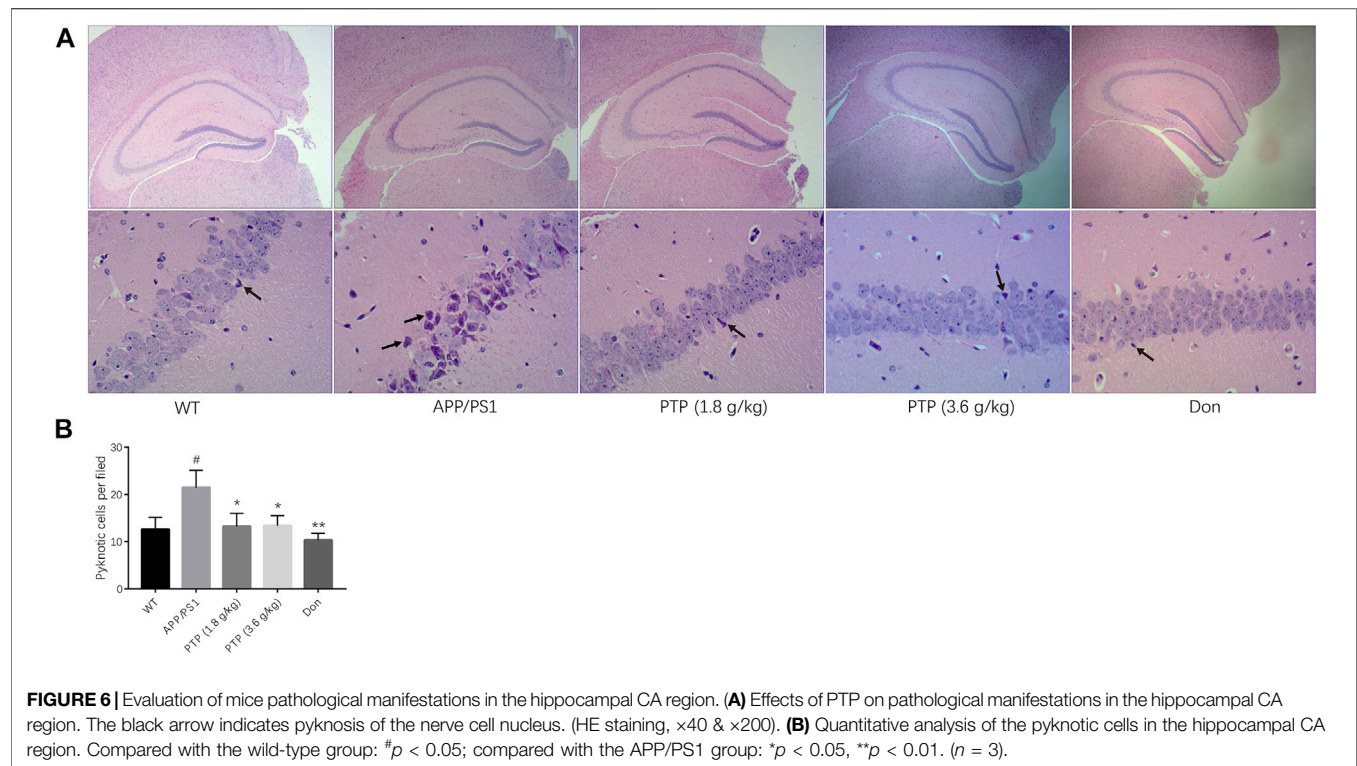 A
WT
APP/PS1
PTP (1.8 g/kg)
PTP (3.6 g/kg)
Don
B
Pyknotic cells per filed
30
20
10
0
#
*
*
**
WT
APP/PS1
PTP (1.8 g/kg)
PTP (3.6 g/kg)
Don
FIGURE 6 | Evaluation of mice pathological manifestations in the hippocampal CA region. (A) Effects of PTP on pathological manifestations in the hippocampal CA
region. The black arrow indicates pyknosis of the nerve cell nucleus. (HE staining, ×40 & ×200). (B) Quantitative analysis of the pyknotic cells in the hippocampal CA
region. Compared with the wild-type group: #p < 0.05; compared with the APP/PS1 group: *p < 0.05, **p < 0.01. (n = 3).